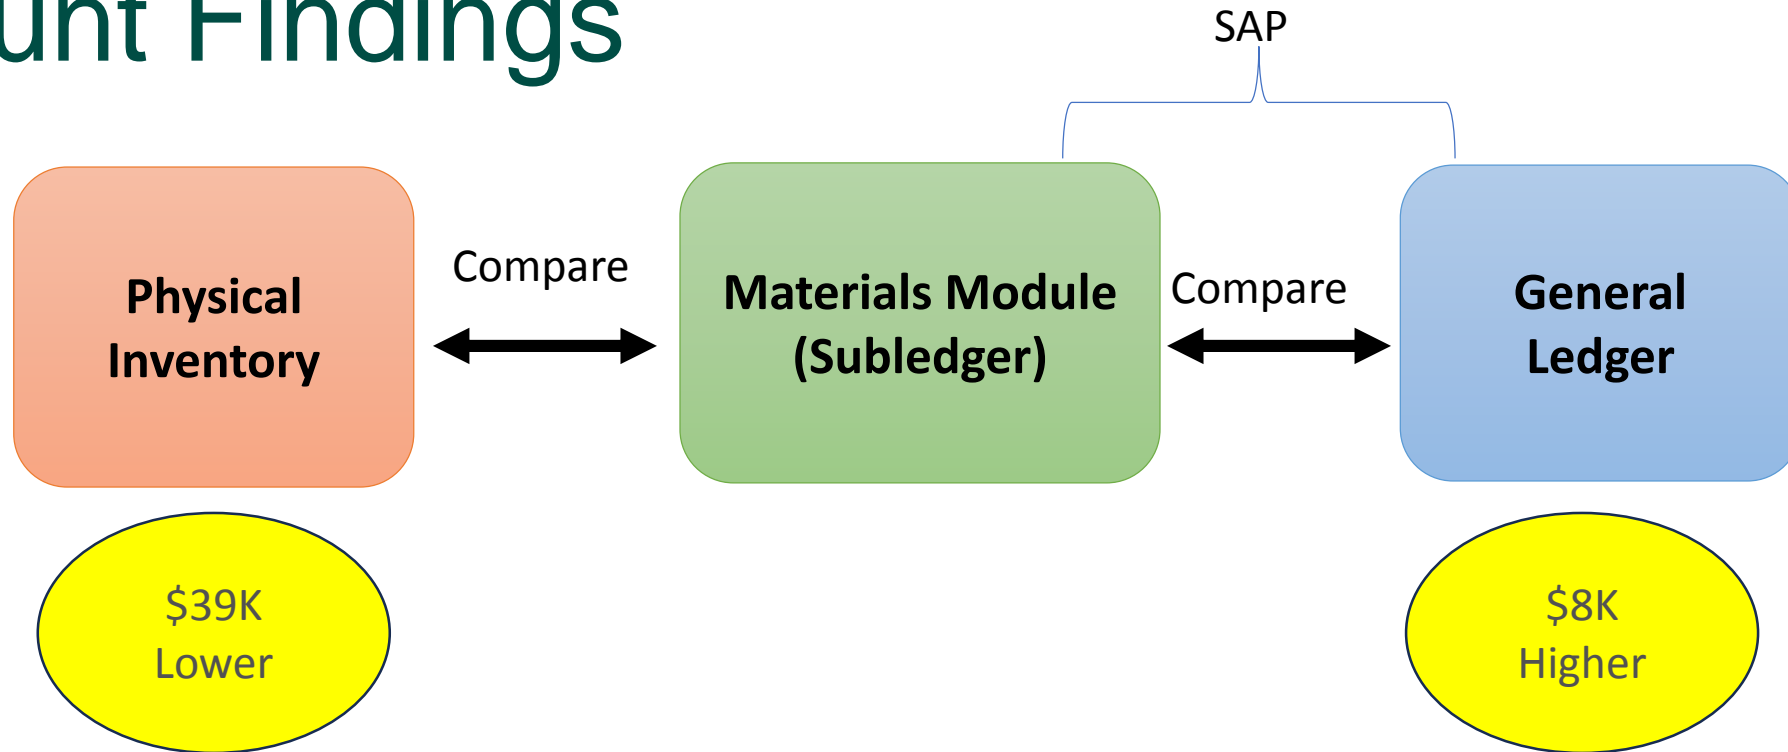 unt Findings
SAP
Physical
Inventory
Compare
Materials Module
(Subledger)
Compare
General
Ledger
$39K
Lower
$8K
Higher